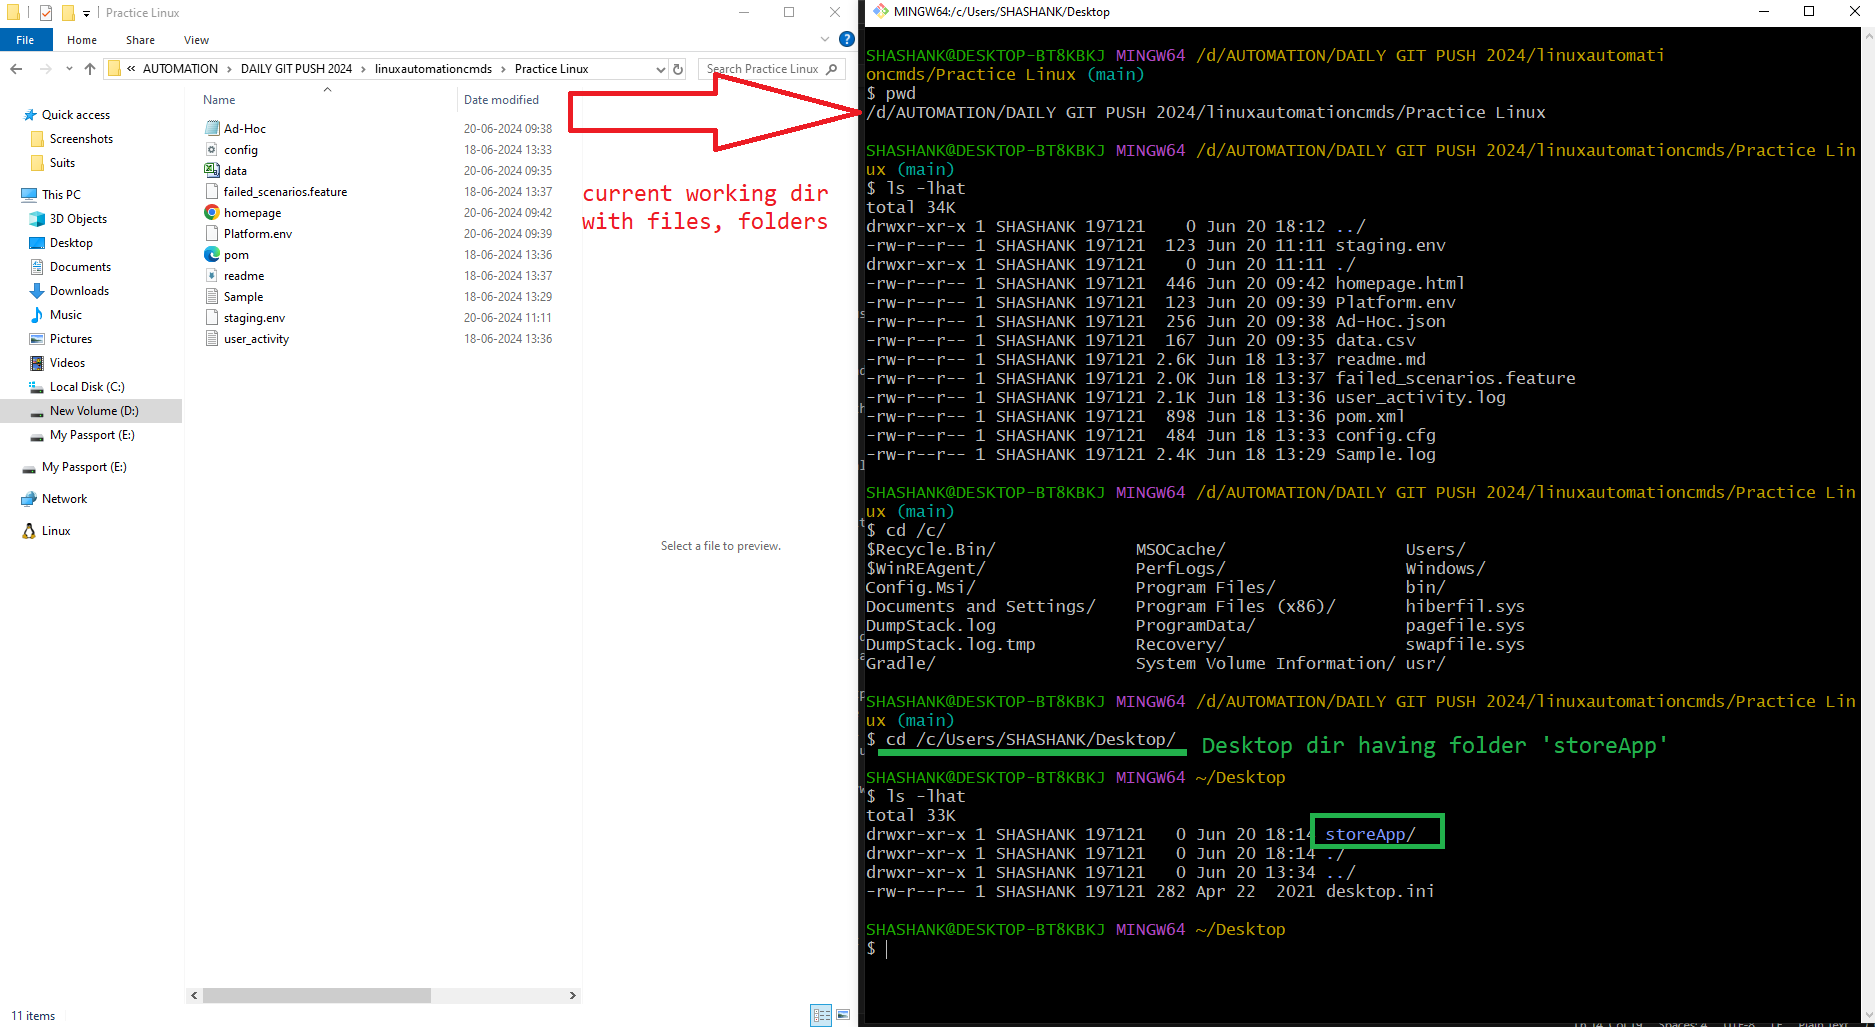 Practice Linux
File Home Share View
« AUTOMATION > DAILY GIT PUSH 2024 > linuxautomationcmds > Practice Linux
Search Practice Linux
Quick access
Screenshots
Suits
This PC
3D Objects
Desktop
Documents
Downloads
Music
Pictures
Videos
Local Disk (C:)
New Volume (D:)
My Passport (E:)
My Passport (E:)
Network
Linux
Name Date modified
Ad-Hoc 20-06-2024 09:38
config 18-06-2024 13:33
data 20-06-2024 09:35
failed_scenarios.feature 18-06-2024 13:37
homepage 20-06-2024 09:42
Platform.env 20-06-2024 09:39
pom 18-06-2024 13:36
readme 18-06-2024 13:37
Sample 18-06-2024 13:29
staging.env 20-06-2024 11:11
user_activity 18-06-2024 13:36
current working dir
with files, folders
Select a file to preview.
11 items
MINGW64:/c/Users/SHASHANK/Desktop
SHASHANK@DESKTOP-BT8KBKJ MINGW64 /d/AUTOMATION/DAILY GIT PUSH 2024/linuxautomati
oncmds/Practice Linux (main)
$ pwd
/d/AUTOMATION/DAILY GIT PUSH 2024/linuxautomationcmds/Practice Linux
SHASHANK@DESKTOP-BT8KBKJ MINGW64 /d/AUTOMATION/DAILY GIT PUSH 2024/linuxautomationcmds/Practice Lin
ux (main)
$ ls -lhat
total 34K
drwxr-xr-x 1 SHASHANK 197121    0 Jun 20 18:12 ../
-rw-r--r-- 1 SHASHANK 197121  123 Jun 20 11:11 staging.env
drwxr-xr-x 1 SHASHANK 197121    0 Jun 20 11:11 ./
-rw-r--r-- 1 SHASHANK 197121  446 Jun 20 09:42 homepage.html
-rw-r--r-- 1 SHASHANK 197121  123 Jun 20 09:39 Platform.env
-rw-r--r-- 1 SHASHANK 197121  256 Jun 20 09:38 Ad-Hoc.json
-rw-r--r-- 1 SHASHANK 197121  167 Jun 20 09:35 data.csv
-rw-r--r-- 1 SHASHANK 197121 2.6K Jun 18 13:37 readme.md
-rw-r--r-- 1 SHASHANK 197121 2.0K Jun 18 13:37 failed_scenarios.feature
-rw-r--r-- 1 SHASHANK 197121 2.1K Jun 18 13:36 user_activity.log
-rw-r--r-- 1 SHASHANK 197121  898 Jun 18 13:36 pom.xml
-rw-r--r-- 1 SHASHANK 197121  484 Jun 18 13:33 config.cfg
-rw-r--r-- 1 SHASHANK 197121 2.4K Jun 18 13:29 Sample.log
SHASHANK@DESKTOP-BT8KBKJ MINGW64 /d/AUTOMATION/DAILY GIT PUSH 2024/linuxautomationcmds/Practice Lin
ux (main)
$ cd /c/
$Recycle.Bin/ MSOCache/ Users/
$WinREAgent/ PerfLogs/ Windows/
Config.Msi/ Program Files/ bin/
Documents and Settings/ Program Files (x86)/ hiberfil.sys
DumpStack.log ProgramData/ pagefile.sys
DumpStack.log.tmp Recovery/ swapfile.sys
Gradle/ System Volume Information/ usr/
SHASHANK@DESKTOP-BT8KBKJ MINGW64 /d/AUTOMATION/DAILY GIT PUSH 2024/linuxautomationcmds/Practice Lin
ux (main)
$ cd /c/Users/SHASHANK/Desktop/ Desktop dir having folder 'storeApp'
SHASHANK@DESKTOP-BT8KBKJ MINGW64 ~/Desktop
$ ls -lhat
total 33K
drwxr-xr-x 1 SHASHANK 197121   0 Jun 20 18:14 storeApp/
drwxr-xr-x 1 SHASHANK 197121   0 Jun 20 18:14 ./
drwxr-xr-x 1 SHASHANK 197121   0 Jun 20 13:34 ../
-rw-r--r-- 1 SHASHANK 197121 282 Apr 22  2021 desktop.ini
SHASHANK@DESKTOP-BT8KBKJ MINGW64 ~/Desktop
$